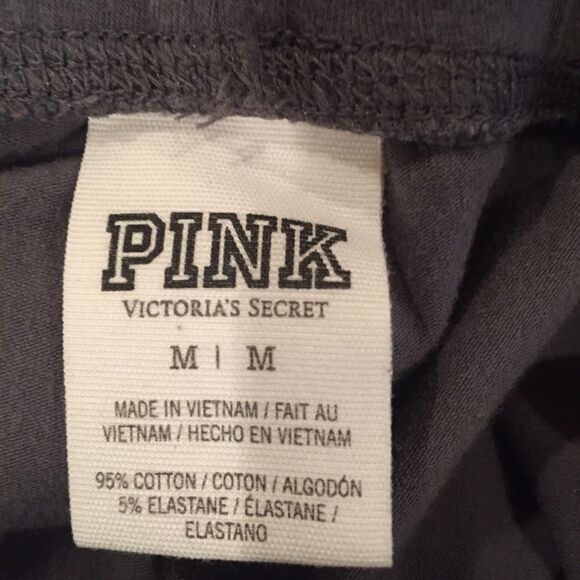 PINK
VICTORIA'S SECRET
M | M
MADE IN VIETNAM / FAIT AU
VIETNAM / HECHO EN VIETNAM
95% COTTON / COTON / ALGODÓN
5% ELASTANE / ÉLASTANE /
ELASTANO